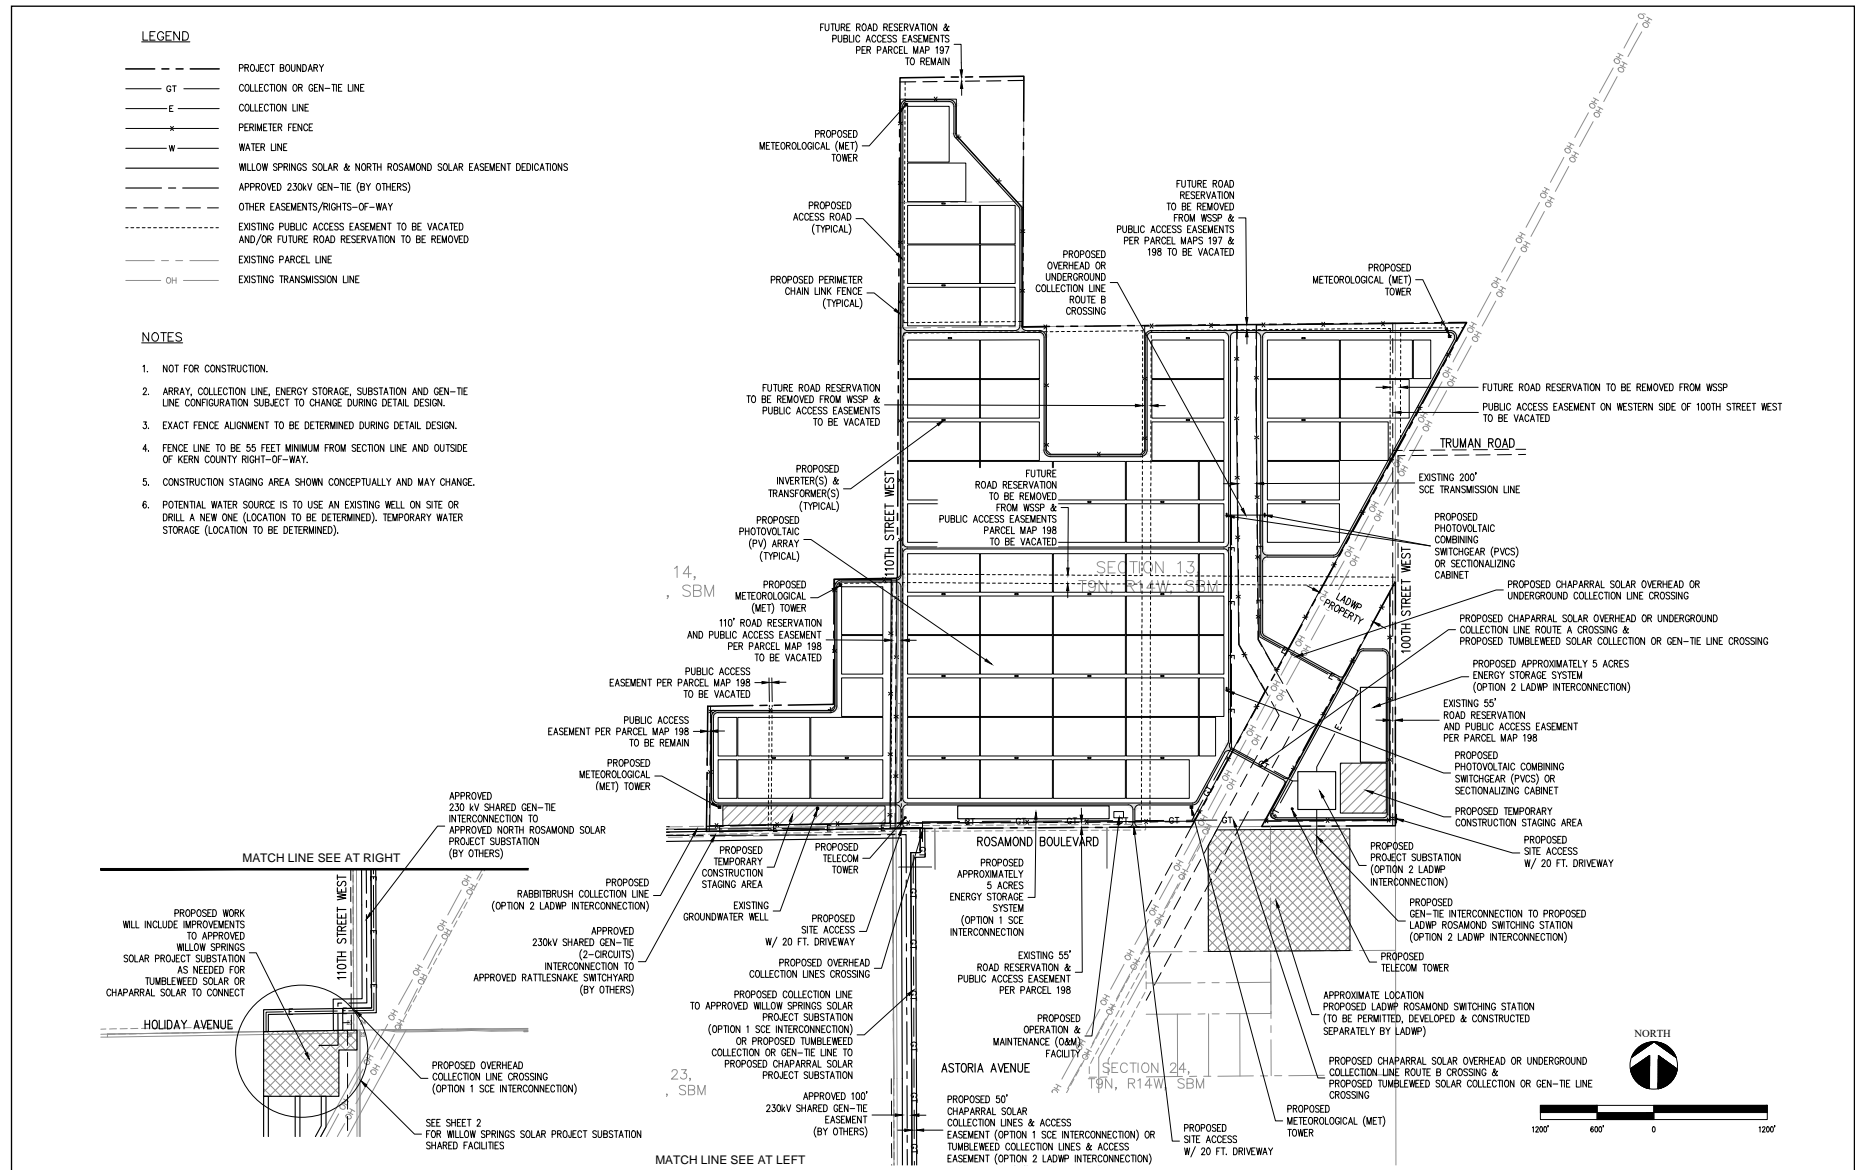 LEGEND
PROJECT BOUNDARY
GT
COLLECTION OR GEN-TIE LINE
E
COLLECTION LINE
x
PERIMETER FENCE
W
WATER LINE
WILLOW SPRINGS SOLAR & NORTH ROSAMOND SOLAR EASEMENT DEDICATIONS
APPROVED 230kV GEN-TIE (BY OTHERS)
OTHER EASEMENTS/RIGHTS-OF-WAY
EXISTING PUBLIC ACCESS EASEMENT TO BE VACATED
AND/OR FUTURE ROAD RESERVATION TO BE REMOVED
EXISTING PARCEL LINE
OH
EXISTING TRANSMISSION LINE
NOTES
1. NOT FOR CONSTRUCTION.
2. ARRAY, COLLECTION LINE, ENERGY STORAGE, SUBSTATION AND GEN-TIE
LINE CONFIGURATION SUBJECT TO CHANGE DURING DETAIL DESIGN.
3. EXACT FENCE ALIGNMENT TO BE DETERMINED DURING DETAIL DESIGN.
4. FENCE LINE TO BE 55 FEET MINIMUM FROM SECTION LINE AND OUTSIDE
OF KERN COUNTY RIGHT-OF-WAY.
5. CONSTRUCTION STAGING AREA SHOWN CONCEPTUALLY AND MAY CHANGE.
6. POTENTIAL WATER SOURCE IS TO USE AN EXISTING WELL ON SITE OR
DRILL A NEW ONE (LOCATION TO BE DETERMINED). TEMPORARY WATER
STORAGE (LOCATION TO BE DETERMINED).
FUTURE ROAD RESERVATION &
PUBLIC ACCESS EASEMENTS
PER PARCEL MAP 197
TO REMAIN
PROPOSED
METEOROLOGICAL (MET)
TOWER
PROPOSED
ACCESS ROAD
(TYPICAL)
PROPOSED PERIMETER
CHAIN LINK FENCE
(TYPICAL)
FUTURE ROAD RESERVATION
TO BE REMOVED FROM WSSP &
PUBLIC ACCESS EASEMENTS
TO BE VACATED
PROPOSED
INVERTER(S) &
TRANSFORMER(S)
(TYPICAL)
PROPOSED
PHOTOVOLTAIC
(PV) ARRAY
(TYPICAL)
110TH STREET WEST
14,
, SBM
PROPOSED
METEOROLOGICAL
(MET) TOWER
110' ROAD RESERVATION
AND PUBLIC ACCESS EASEMENT
PER PARCEL MAP 198
TO BE VACATED
PUBLIC ACCESS
EASEMENT PER PARCEL MAP 198
TO BE VACATED
PUBLIC ACCESS
EASEMENT PER PARCEL MAP 198
TO BE REMAIN
PROPOSED
METEOROLOGICAL
(MET) TOWER
FUTURE ROAD
RESERVATION
TO BE REMOVED
FROM WSSP &
PUBLIC ACCESS EASEMENTS
PER PARCEL MAPS 197 &
198 TO BE VACATED
PROPOSED
OVERHEAD OR
UNDERGROUND
COLLECTION LINE
ROUTE B
CROSSING
PROPOSED
METEOROLOGICAL (MET)
TOWER
FUTURE
ROAD RESERVATION
TO BE REMOVED
FROM WSSP &
PUBLIC ACCESS EASEMENTS
PARCEL MAP 198
TO BE VACATED
SECTION 13,
T9N, R14W, SBM
FUTURE ROAD RESERVATION TO BE REMOVED FROM WSSP
PUBLIC ACCESS EASEMENT ON WESTERN SIDE OF 100TH STREET WEST
TO BE VACATED
TRUMAN ROAD
EXISTING 200'
SCE TRANSMISSION LINE
PROPOSED
PHOTOVOLTAIC
COMBINING
SWITCHGEAR (PVCS)
OR SECTIONALIZING
CABINET
100TH STREET WEST
LADWP
PROPERTY
PROPOSED CHAPARRAL SOLAR OVERHEAD OR
UNDERGROUND COLLECTION LINE CROSSING
PROPOSED CHAPARRAL SOLAR OVERHEAD OR UNDERGROUND
COLLECTION LINE ROUTE A CROSSING &
PROPOSED TUMBLEWEED SOLAR COLLECTION OR GEN-TIE LINE CROSSING
PROPOSED APPROXIMATELY 5 ACRES
ENERGY STORAGE SYSTEM
(OPTION 2 LADWP INTERCONNECTION)
EXISTING 55'
ROAD RESERVATION
AND PUBLIC ACCESS EASEMENT
PER PARCEL MAP 198
PROPOSED
PHOTOVOLTAIC COMBINING
SWITCHGEAR (PVCS) OR
SECTIONALIZING CABINET
PROPOSED TEMPORARY
CONSTRUCTION STAGING AREA
PROPOSED
SITE ACCESS
W/ 20 FT. DRIVEWAY
PROPOSED
PROJECT SUBSTATION
(OPTION 2 LADWP
INTERCONNECTION)
PROPOSED
GEN-TIE INTERCONNECTION TO PROPOSED
LADWP ROSAMOND SWITCHING STATION
(OPTION 2 LADWP INTERCONNECTION)
PROPOSED
TELECOM TOWER
APPROXIMATE LOCATION
PROPOSED LADWP ROSAMOND SWITCHING STATION
(TO BE PERMITTED, DEVELOPED & CONSTRUCTED
SEPARATELY BY LADWP)
PROPOSED CHAPARRAL SOLAR OVERHEAD OR UNDERGROUND
COLLECTION LINE ROUTE B CROSSING &
PROPOSED TUMBLEWEED SOLAR COLLECTION OR GEN-TIE LINE
CROSSING
PROPOSED
METEOROLOGICAL (MET)
TOWER
PROPOSED
SITE ACCESS
W/ 20 FT. DRIVEWAY
APPROVED
230 kV SHARED GEN-TIE
INTERCONNECTION TO
APPROVED NORTH ROSAMOND SOLAR
PROJECT SUBSTATION
(BY OTHERS)
PROPOSED
RABBITBRUSH COLLECTION LINE
(OPTION 2 LADWP INTERCONNECTION)
PROPOSED
TEMPORARY
CONSTRUCTION
STAGING AREA
PROPOSED
TELECOM
TOWER
EXISTING
GROUNDWATER WELL
PROPOSED
SITE ACCESS
W/ 20 FT. DRIVEWAY
APPROVED
230kV SHARED GEN-TIE
(2-CIRCUITS)
INTERCONNECTION TO
APPROVED RATTLESNAKE SWITCHYARD
(BY OTHERS)
PROPOSED OVERHEAD
COLLECTION LINES CROSSING
PROPOSED COLLECTION LINE
TO APPROVED WILLOW SPRINGS SOLAR
PROJECT SUBSTATION
(OPTION 1 SCE INTERCONNECTION)
OR PROPOSED TUMBLEWEED
COLLECTION OR GEN-TIE LINE TO
PROPOSED CHAPARRAL SOLAR
PROJECT SUBSTATION
23,
, SBM
APPROVED 100'
230kV SHARED GEN-TIE
EASEMENT
(BY OTHERS)
MATCH LINE SEE AT LEFT
ROSAMOND BOULEVARD
PROPOSED
APPROXIMATELY
5 ACRES
ENERGY STORAGE
SYSTEM
(OPTION 1 SCE
INTERCONNECTION
EXISTING 55'
ROAD RESERVATION &
PUBLIC ACCESS EASEMENT
PER PARCEL 198
PROPOSED
OPERATION &
MAINTENANCE (O&M)
FACILITY
ASTORIA AVENUE
SECTION 24,
T9N, R14W, SBM
PROPOSED 50'
CHAPARRAL SOLAR
COLLECTION LINES & ACCESS
EASEMENT (OPTION 1 SCE INTERCONNECTION) OR
TUMBLEWEED COLLECTION LINES & ACCESS
EASEMENT (OPTION 2 LADWP INTERCONNECTION)
MATCH LINE SEE AT RIGHT
PROPOSED WORK
WILL INCLUDE IMPROVEMENTS
TO APPROVED
WILLOW SPRINGS
SOLAR PROJECT SUBSTATION
AS NEEDED FOR
TUMBLEWEED SOLAR OR
CHAPARRAL SOLAR TO CONNECT
110TH STREET WEST
HOLIDAY AVENUE
PROPOSED OVERHEAD
COLLECTION LINE CROSSING
(OPTION 1 SCE INTERCONNECTION)
SEE SHEET 2
FOR WILLOW SPRINGS SOLAR PROJECT SUBSTATION
SHARED FACILITIES
NORTH
1200' 600' 0 1200'